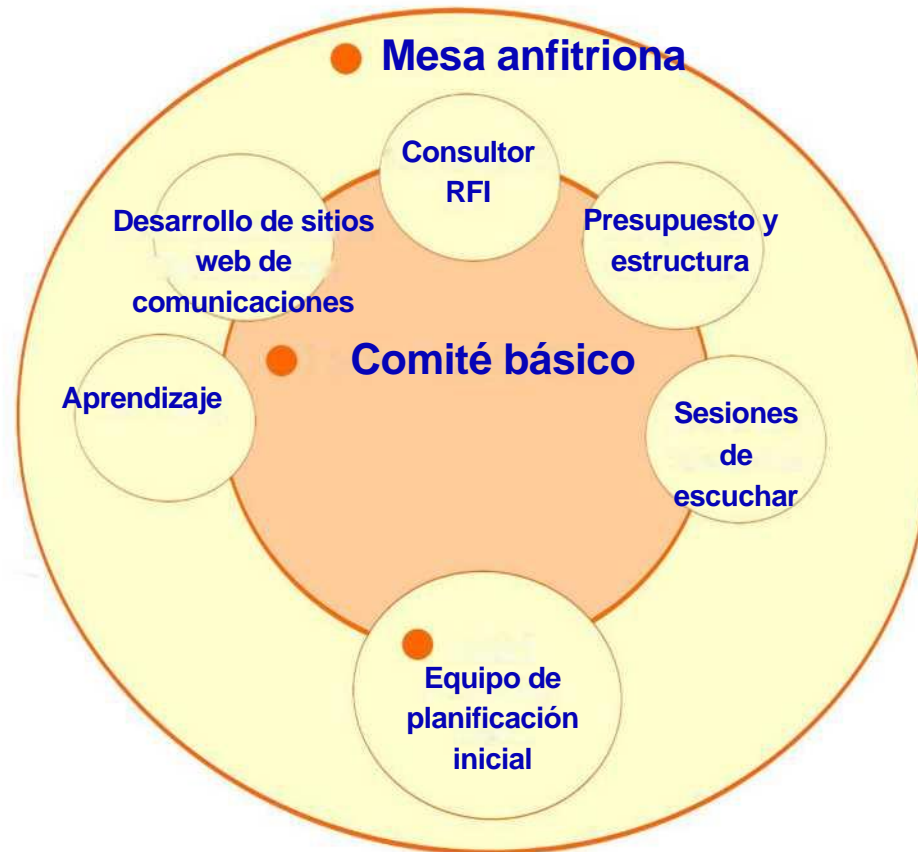 Mesa anfitriona
Consultor
RFI
Desarrollo de sitios
web de
comunicaciones
Presupuesto y
estructura
Comité básico
Aprendizaje
Sesiones
de
escuchar
Equipo de
planificación
inicial